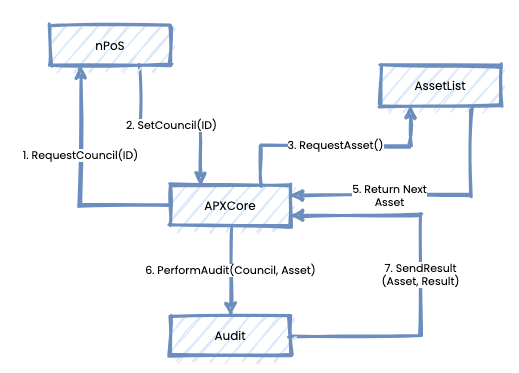 nPoS
AssetList
2. SetCouncil(ID)
3. RequestAsset()
1. RequestCouncil(ID)
5. Return Next
Asset
APXCore
6. PerformAudit(Council, Asset)
7. SendResult
(Asset, Result)
Audit